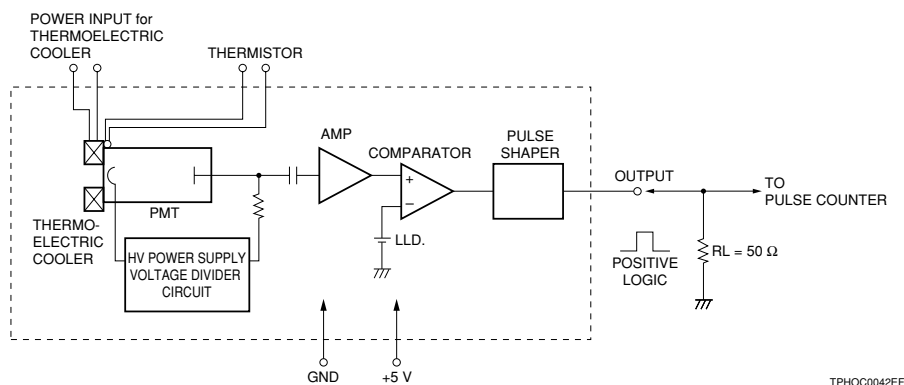 POWER INPUT for
THERMOELECTRIC
COOLER
THERMISTOR
AMP
COMPARATOR
PULSE
SHAPER
+
−
LLD.
PMT
THERMO-
ELECTRIC
COOLER
HV POWER SUPPLY
VOLTAGE DIVIDER
CIRCUIT
OUTPUT
TO
PULSE COUNTER
POSITIVE
LOGIC
RL = 50 Ω
GND
+5 V
TPHOC0042EP